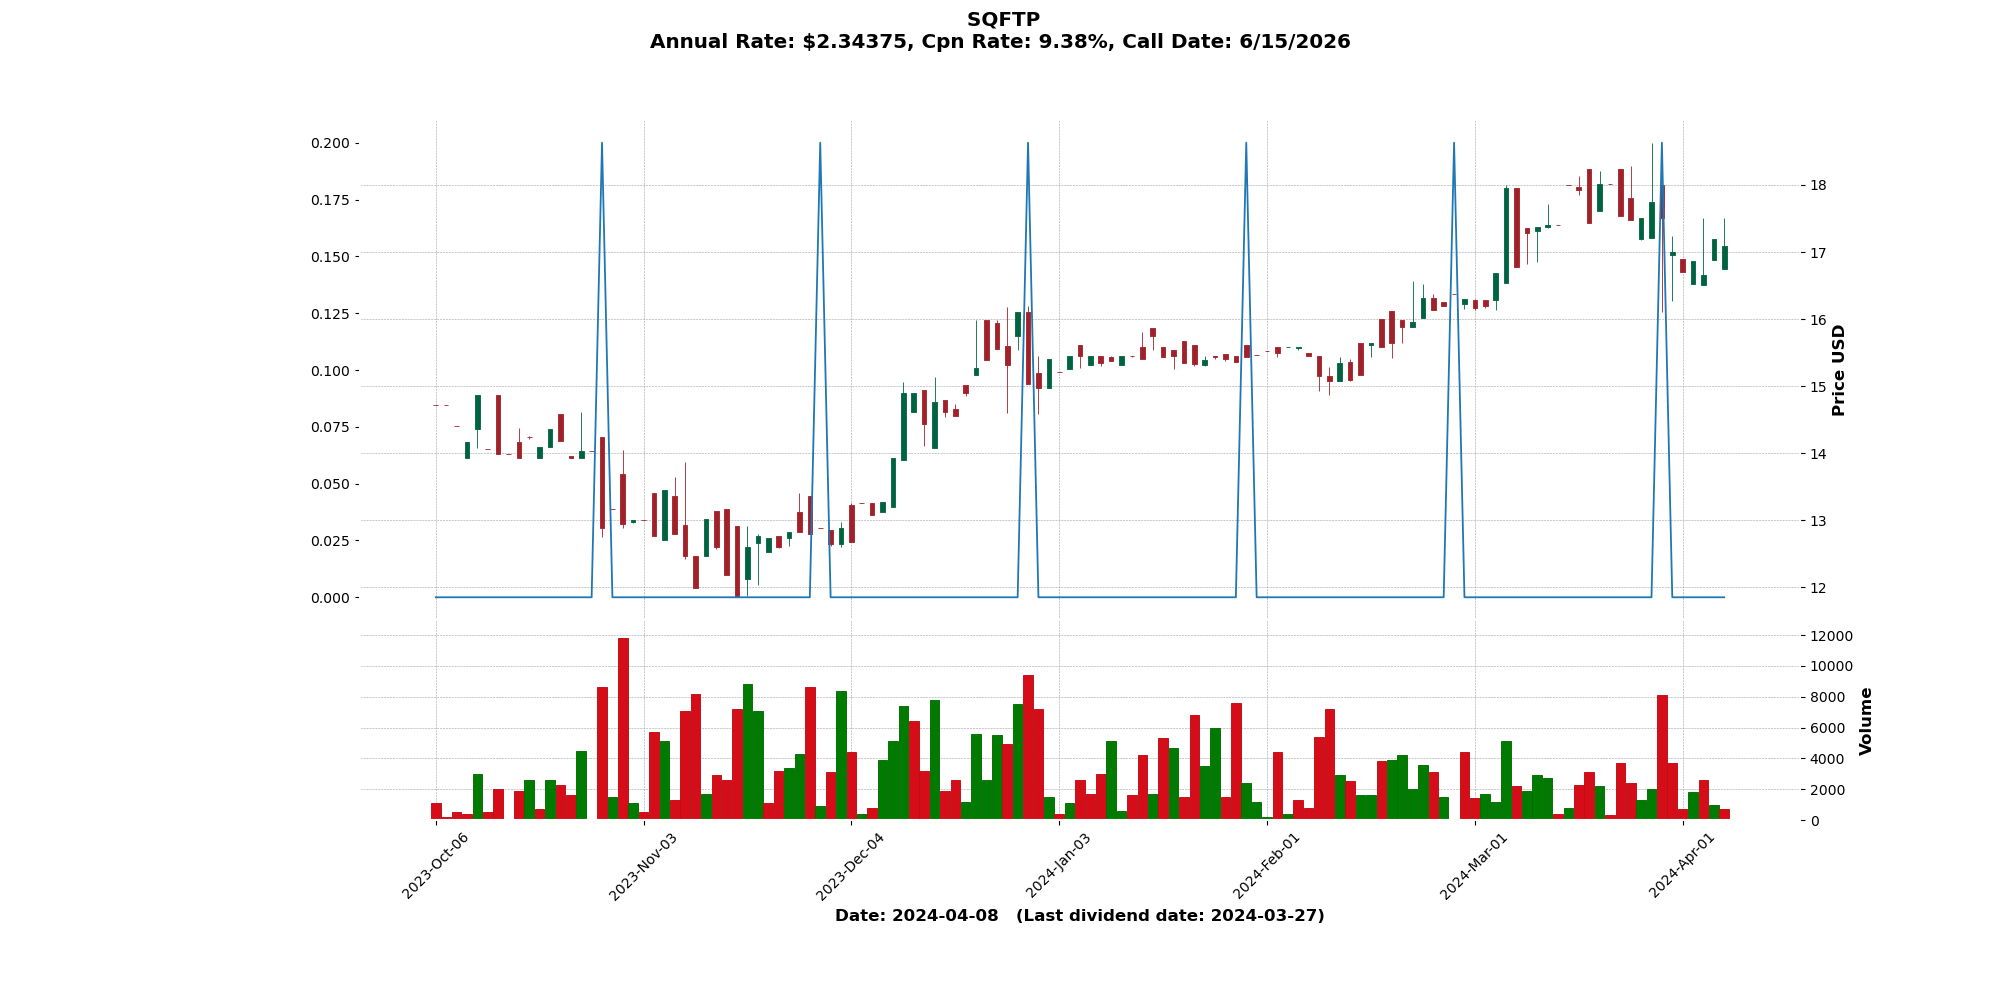 SQFTP
Annual Rate: $2.34375, Cpn Rate: 9.38%, Call Date: 6/15/2026
0.200
0.175
0.150
0.125
0.100
0.075
0.050
0.025
0.000
18
17
16
15
14
13
12
Price USD
12000
10000
8000
6000
4000
2000
0
Volume
2023-Oct-06
2023-Nov-03
2023-Dec-04
2024-Jan-03
2024-Feb-01
2024-Mar-01
2024-Apr-01
Date: 2024-04-08   (Last dividend date: 2024-03-27)